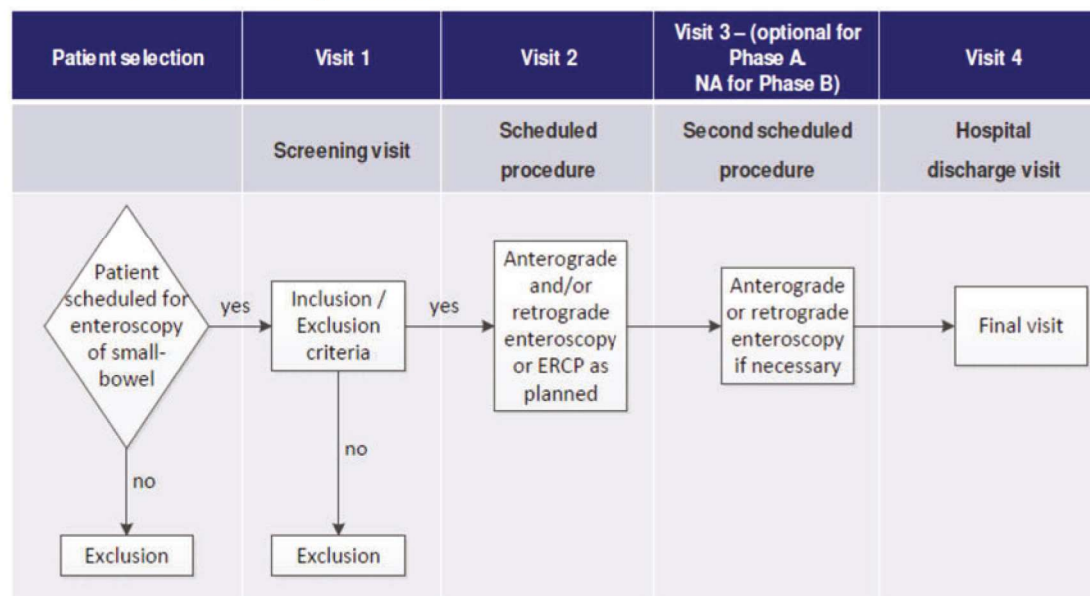 Patient selection
Visit 1
Visit 2
Visit 3 – (optional for
Phase A.
NA for Phase B)
Visit 4
Screening visit
Scheduled
procedure
Second scheduled
procedure
Hospital
discharge visit
Patient
scheduled for
enteroscopy
of small-
bowel
yes
Inclusion /
Exclusion
criteria
yes
Anterograde
and/or
retrograde
enteroscopy
or ERCP as
planned
Anterograde
or retrograde
enteroscopy
if necessary
Final visit
no
no
Exclusion
Exclusion